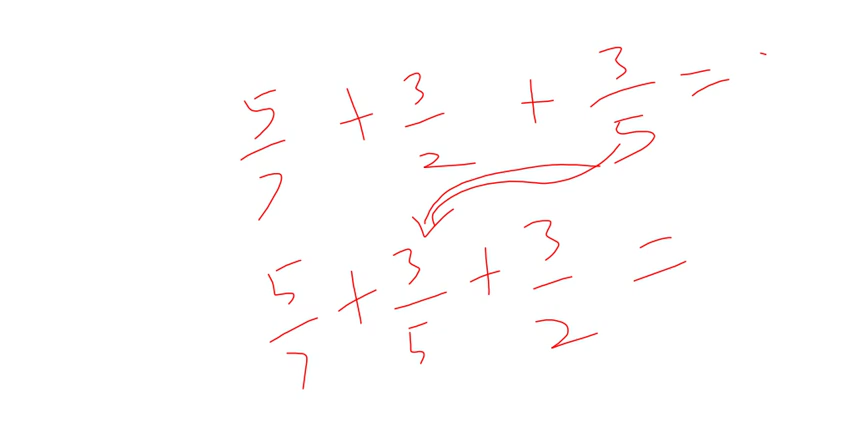 5/7 + 3/2 + 3/5 =
5/7 + 3/5 + 3/2 =